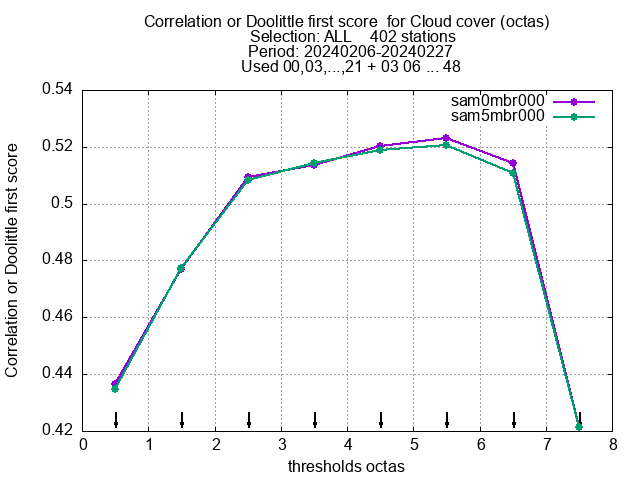 Correlation or Doolittle first score  for Cloud cover (octas)
Selection: ALL    402 stations
Period: 20240206-20240227
Used 00,03,...,21 + 03 06 ... 48
sam0mbr000
sam5mbr000
Correlation or Doolittle first score
0.54
0.52
0.5
0.48
0.46
0.44
0.42
0 1 2 3 4 5 6 7 8
thresholds octas